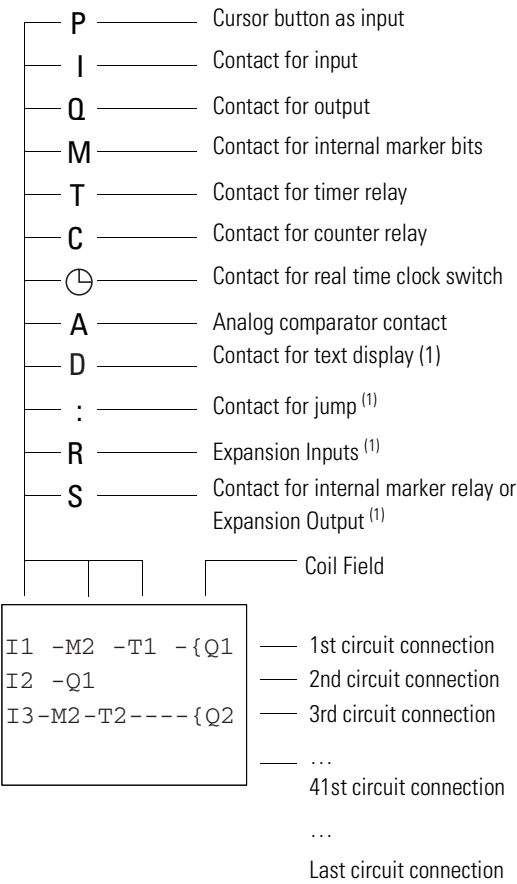 P Cursor button as input
I Contact for input
Q Contact for output
M Contact for internal marker bits
T Contact for timer relay
C Contact for counter relay
Contact for real time clock switch
A Analog comparator contact
D Contact for text display (1)
: Contact for jump (1)
R Expansion Inputs (1)
S Contact for internal marker relay or
Expansion Output (1)
Coil Field
I1 -M2 -T1 -{Q1 1st circuit connection
I2 -Q1 2nd circuit connection
I3-M2-T2----{Q2 3rd circuit connection
…
41st circuit connection
…
Last circuit connection